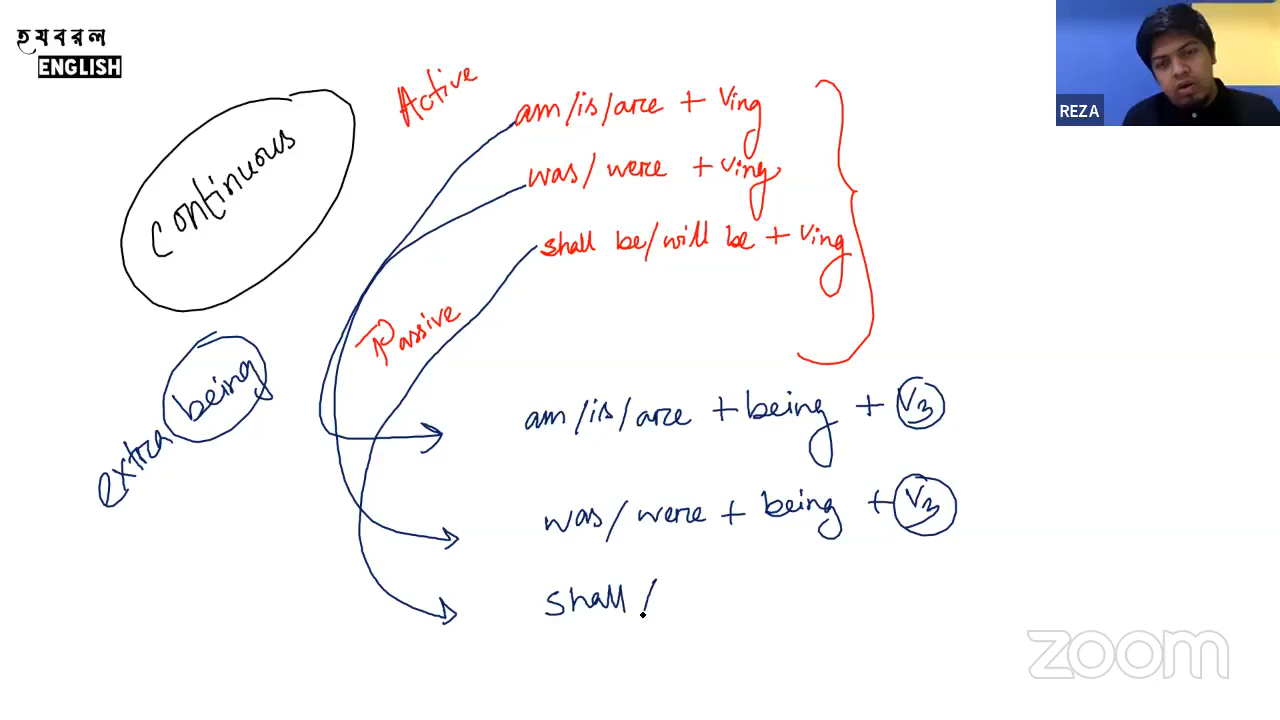 হ য ব র ল
ENGLISH
REZA
Active
am/is/are + Ving
was/were + Ving
continuous
shall be/will be + Ving
Passive
extra being
am/is/are + being + V3
was/were + being + V3
shall /
zoom